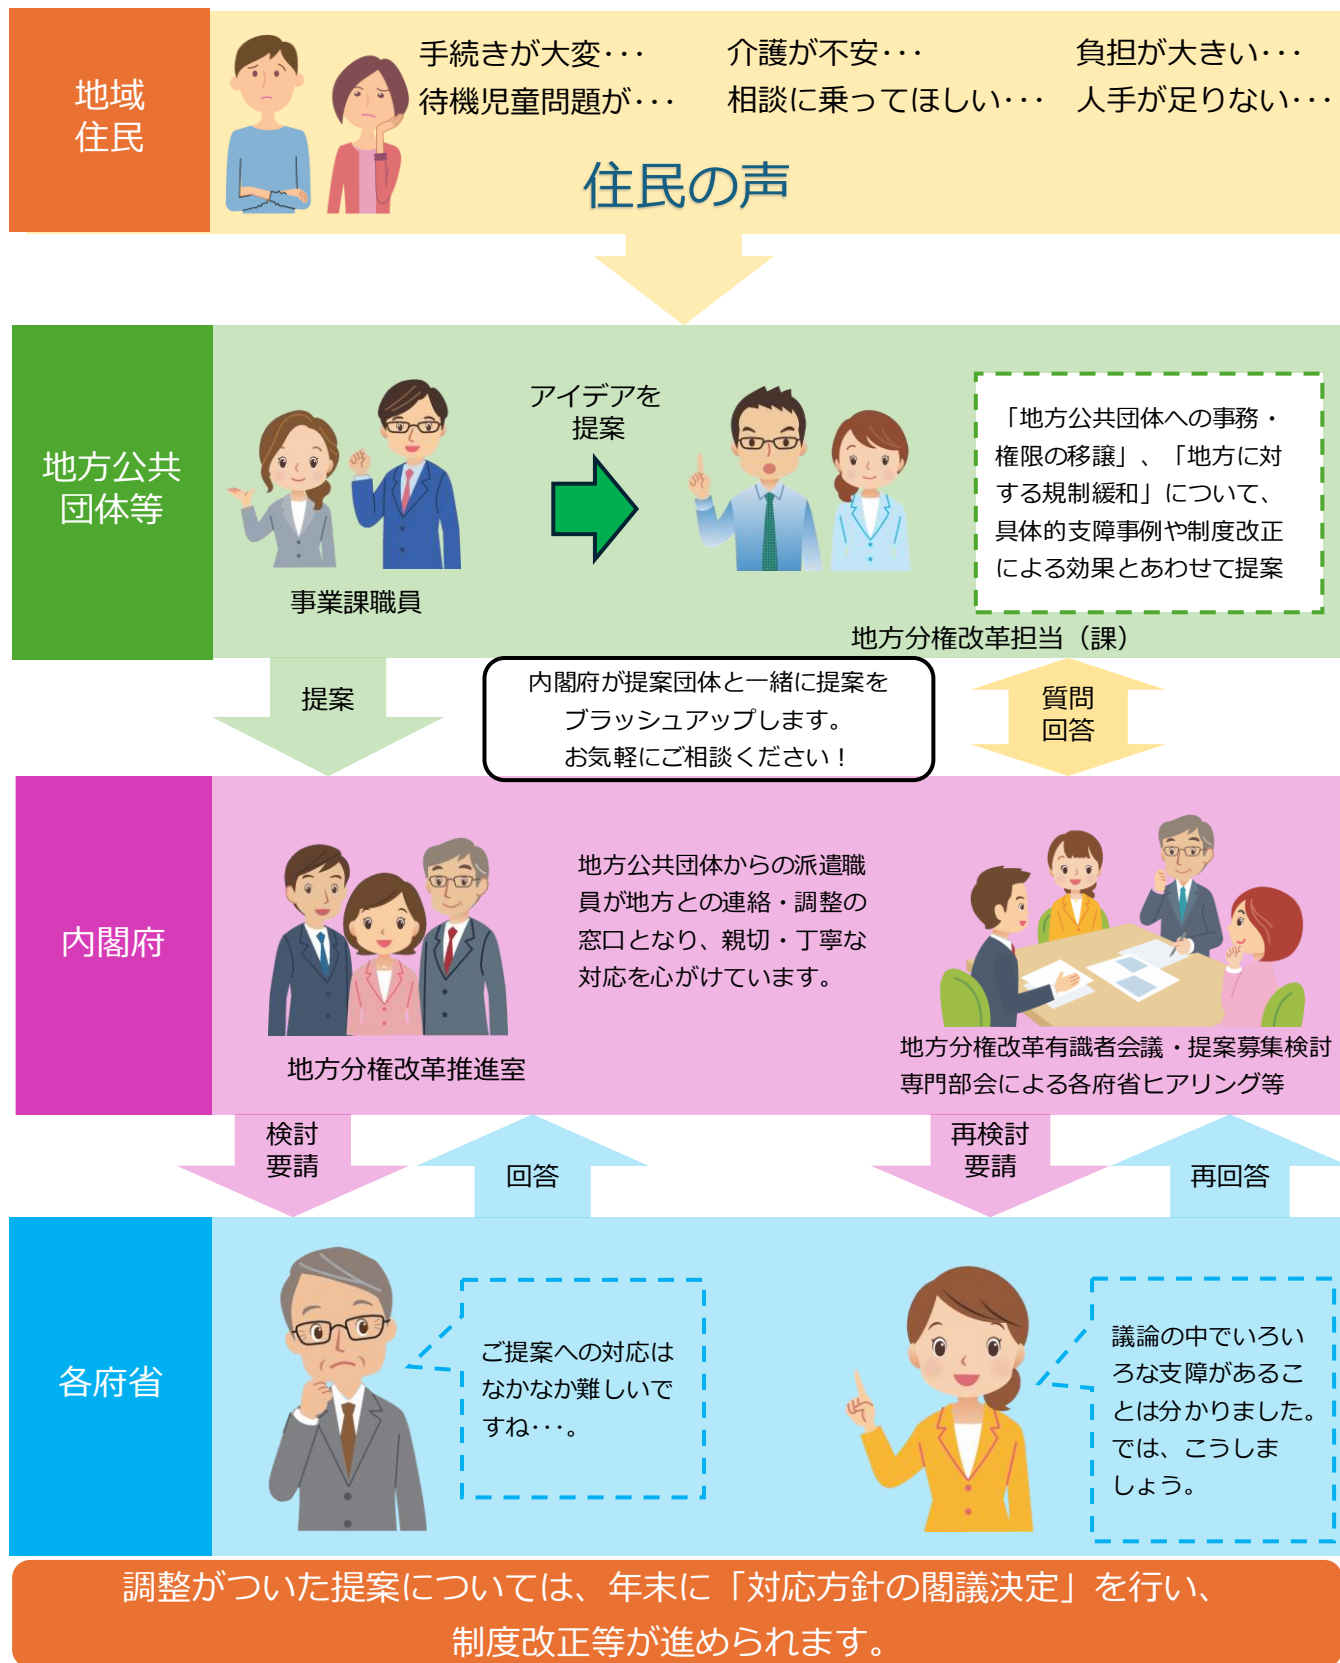 地域
住民
手続きが大変･･･
介護が不安･･･
負担が大きい･･･
待機児童問題が･･･
相談に乗ってほしい･･･
人手が足りない･･･
住民の声
地方公共
団体等
事業課職員
アイデアを
提案
「地方公共団体への事務・
権限の移譲」、「地方に対
する規制緩和」について、
具体的支障事例や制度改正
による効果とあわせて提案
地方分権改革担当（課）
提案
内閣府が提案団体と一緒に提案を
ブラッシュアップします。
お気軽にご相談ください！
質問
回答
内閣府
地方分権改革推進室
地方公共団体からの派遣職
員が地方との連絡・調整の
窓口となり、親切・丁寧な
対応を心がけています。
地方分権改革有識者会議・提案募集検討
専門部会による各府省ヒアリング等
検討
要請
回答
再検討
要請
再回答
各府省
ご提案への対応は
なかなか難しいで
すね･･･。
議論の中でいろい
ろな支障があるこ
とは分かりました。
では、こうしま
しょう。
調整がついた提案については、年末に「対応方針の閣議決定」を行い、
制度改正等が進められます。